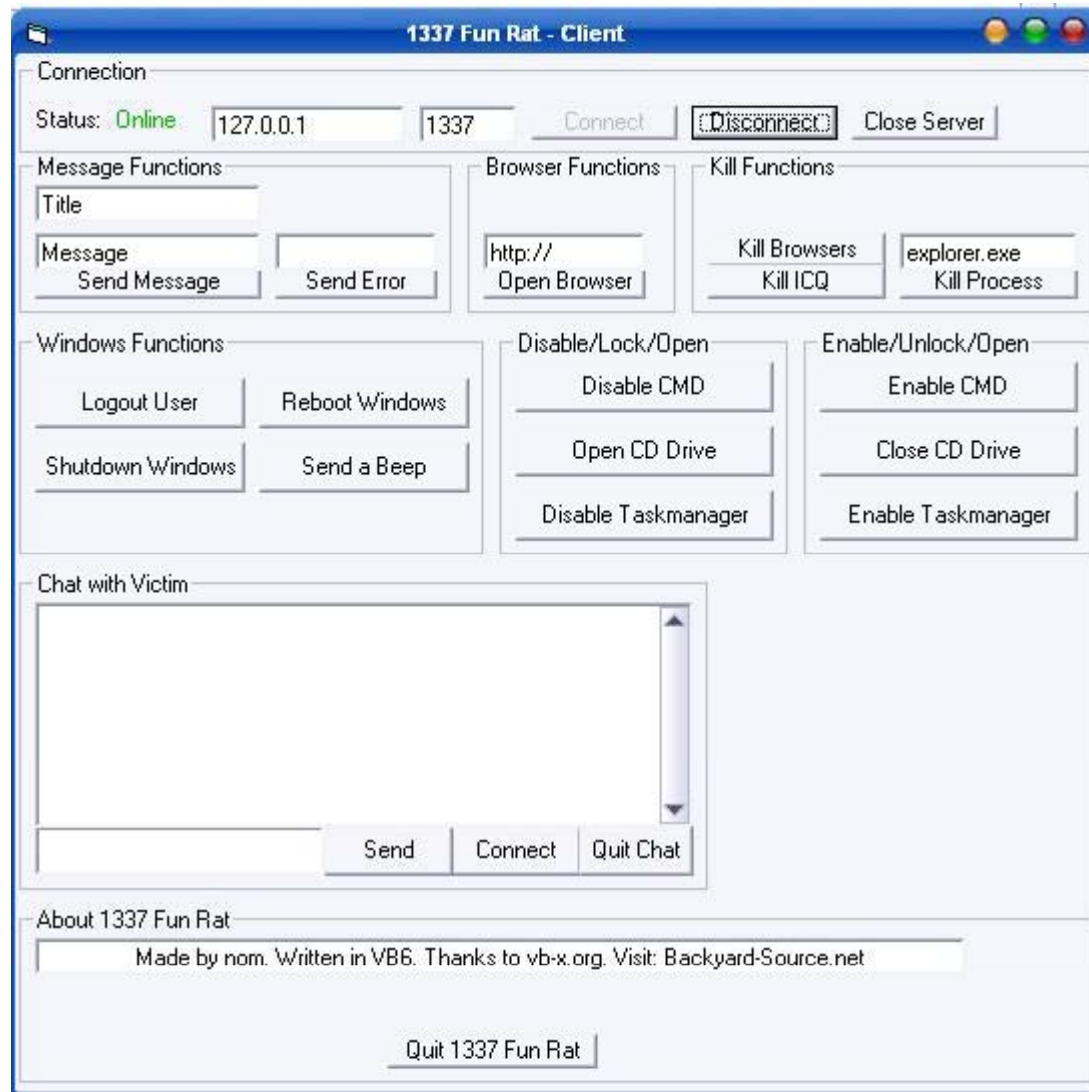 1337 Fun Rat - Client
Connection
Status: Online 127.0.0.1 1337 Connect Disconnect Close Server
Message Functions Browser Functions Kill Functions
Title
Message http:// Kill Browsers explorer.exe
Send Message Send Error Open Browser Kill ICQ Kill Process
Windows Functions Disable/Lock/Open Enable/Unlock/Open
Logout User Reboot Windows Disable CMD Enable CMD
Shutdown Windows Send a Beep Open CD Drive Close CD Drive
Disable Taskmanager Enable Taskmanager
Chat with Victim
Send Connect Quit Chat
About 1337 Fun Rat
Made by nom. Written in VB6. Thanks to vb-x.org. Visit: Backyard-Source.net
Quit 1337 Fun Rat